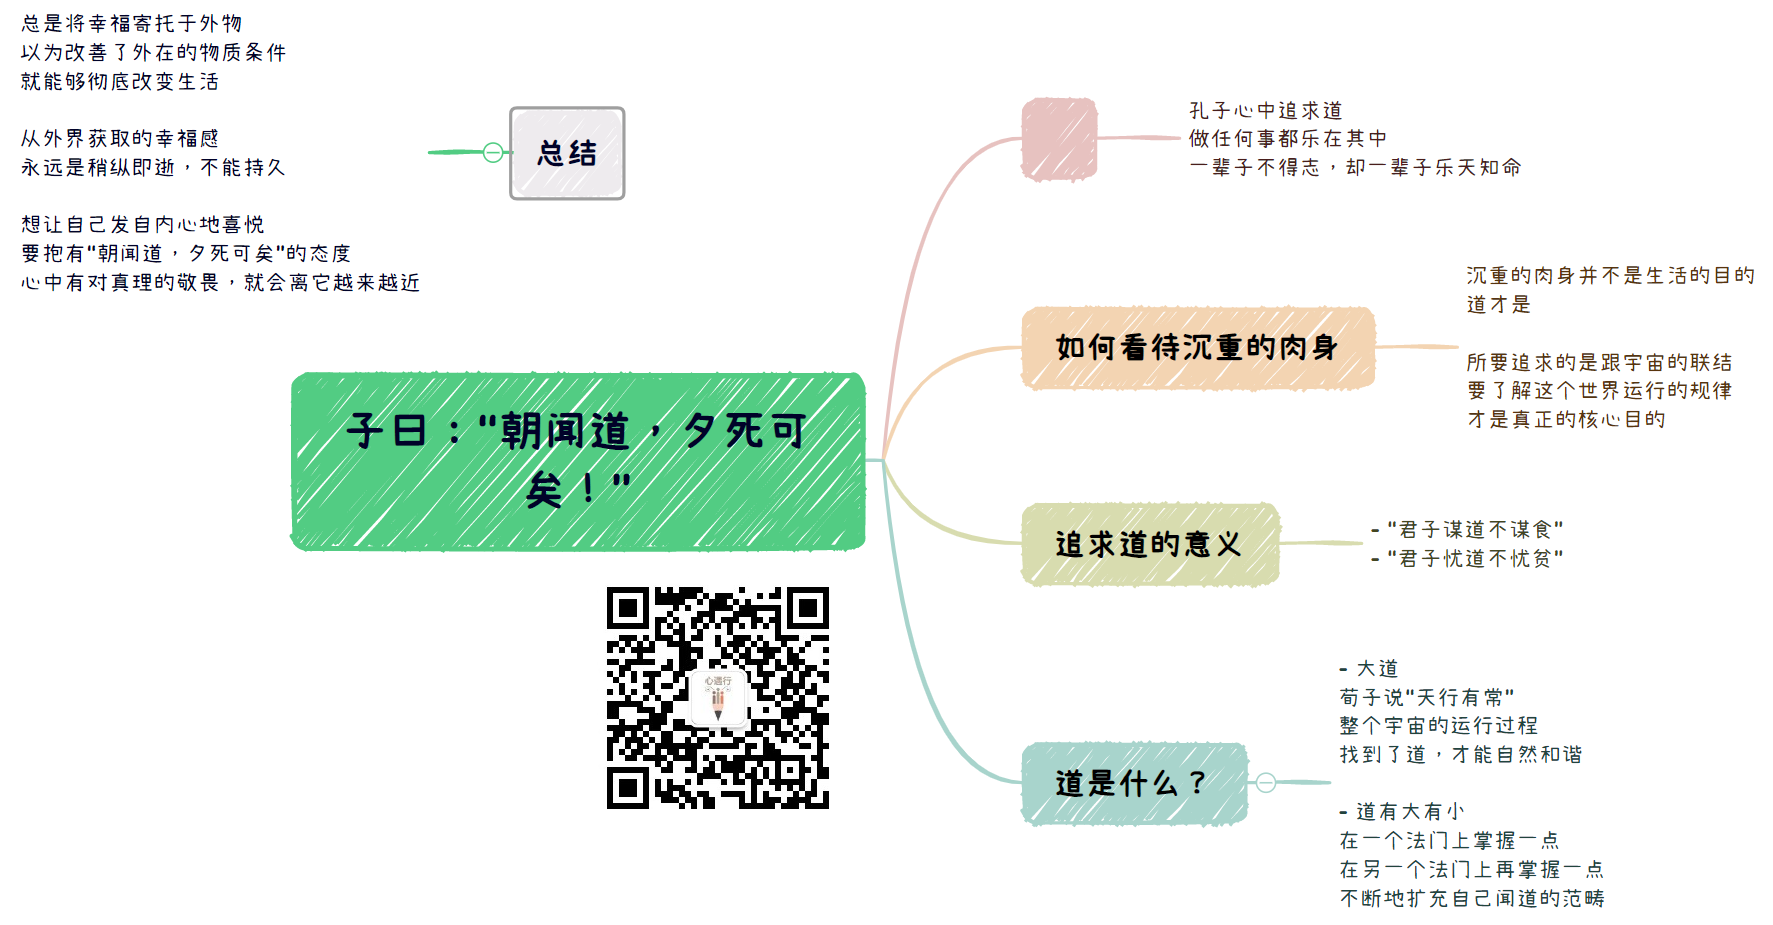 总是将幸福寄托于外物
以为改善了外在的物质条件
就能够彻底改变生活
从外界获取的幸福感
永远是稍纵即逝，不能持久
想让自己发自内心地喜悦
要抱有"朝闻道，夕死可矣"的态度
心中有对真理的敬畏，就会离它越来越近
总结
子曰："朝闻道，夕死可
矣！"
心遇行
孔子心中追求道
做任何事都乐在其中
一辈子不得志，却一辈子乐天知命
如何看待沉重的肉身
沉重的肉身并不是生活的目的
道才是
所要追求的是跟宇宙的联结
要了解这个世界运行的规律
才是真正的核心目的
追求道的意义
- "君子谋道不谋食"
- "君子忧道不忧贫"
道是什么？
- 大道
荀子说"天行有常"
整个宇宙的运行过程
找到了道，才能自然和谐
- 道有大有小
在一个法门上掌握一点
在另一个法门上再掌握一点
不断地扩充自己闻道的范畴